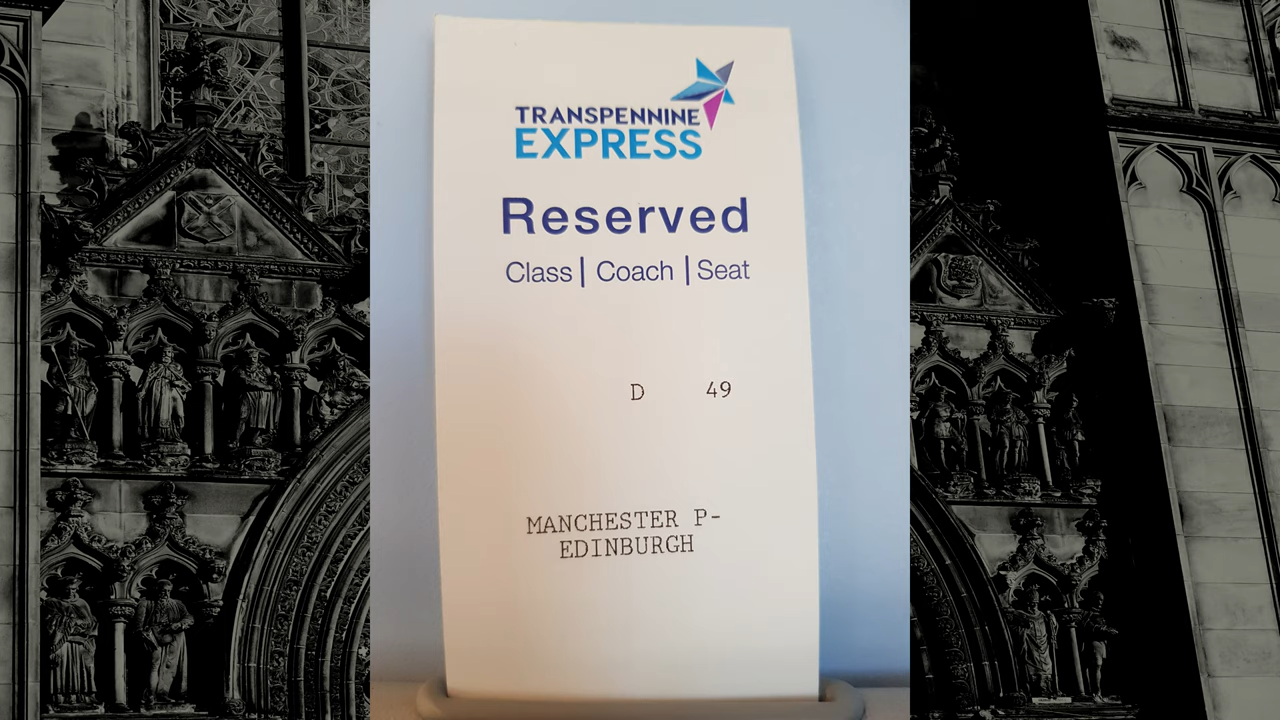 TRANSPENNINE
EXPRESS
Reserved
Class | Coach | Seat
D 49
MANCHESTER P-
EDINBURGH